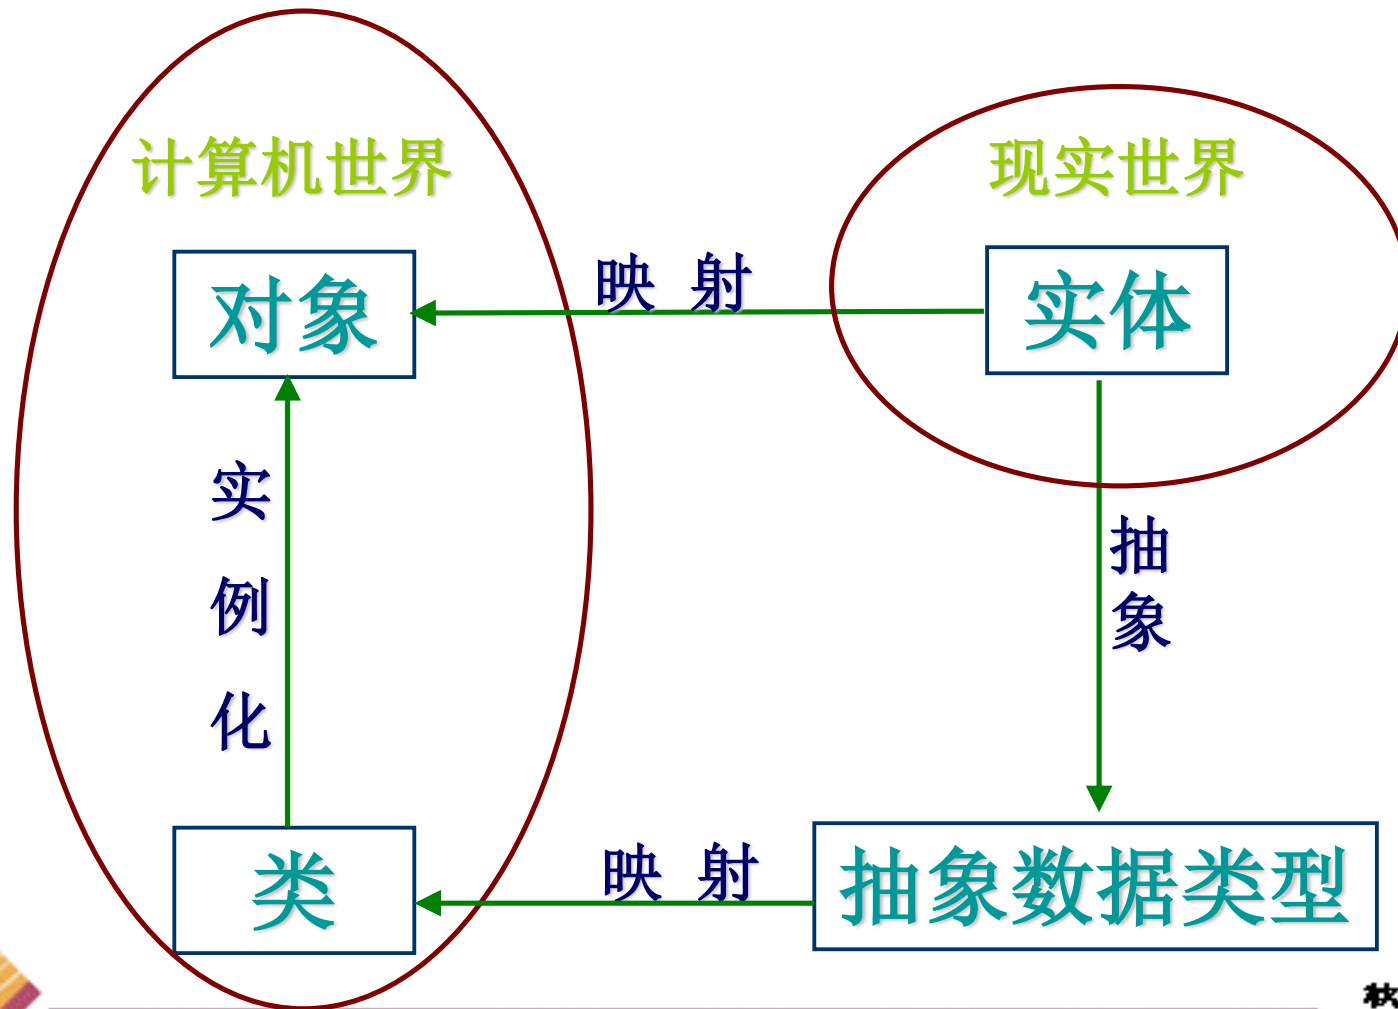 计算机世界
现实世界
对象
映 射
实体
实
例
化
抽
象
类
映 射
抽象数据类型